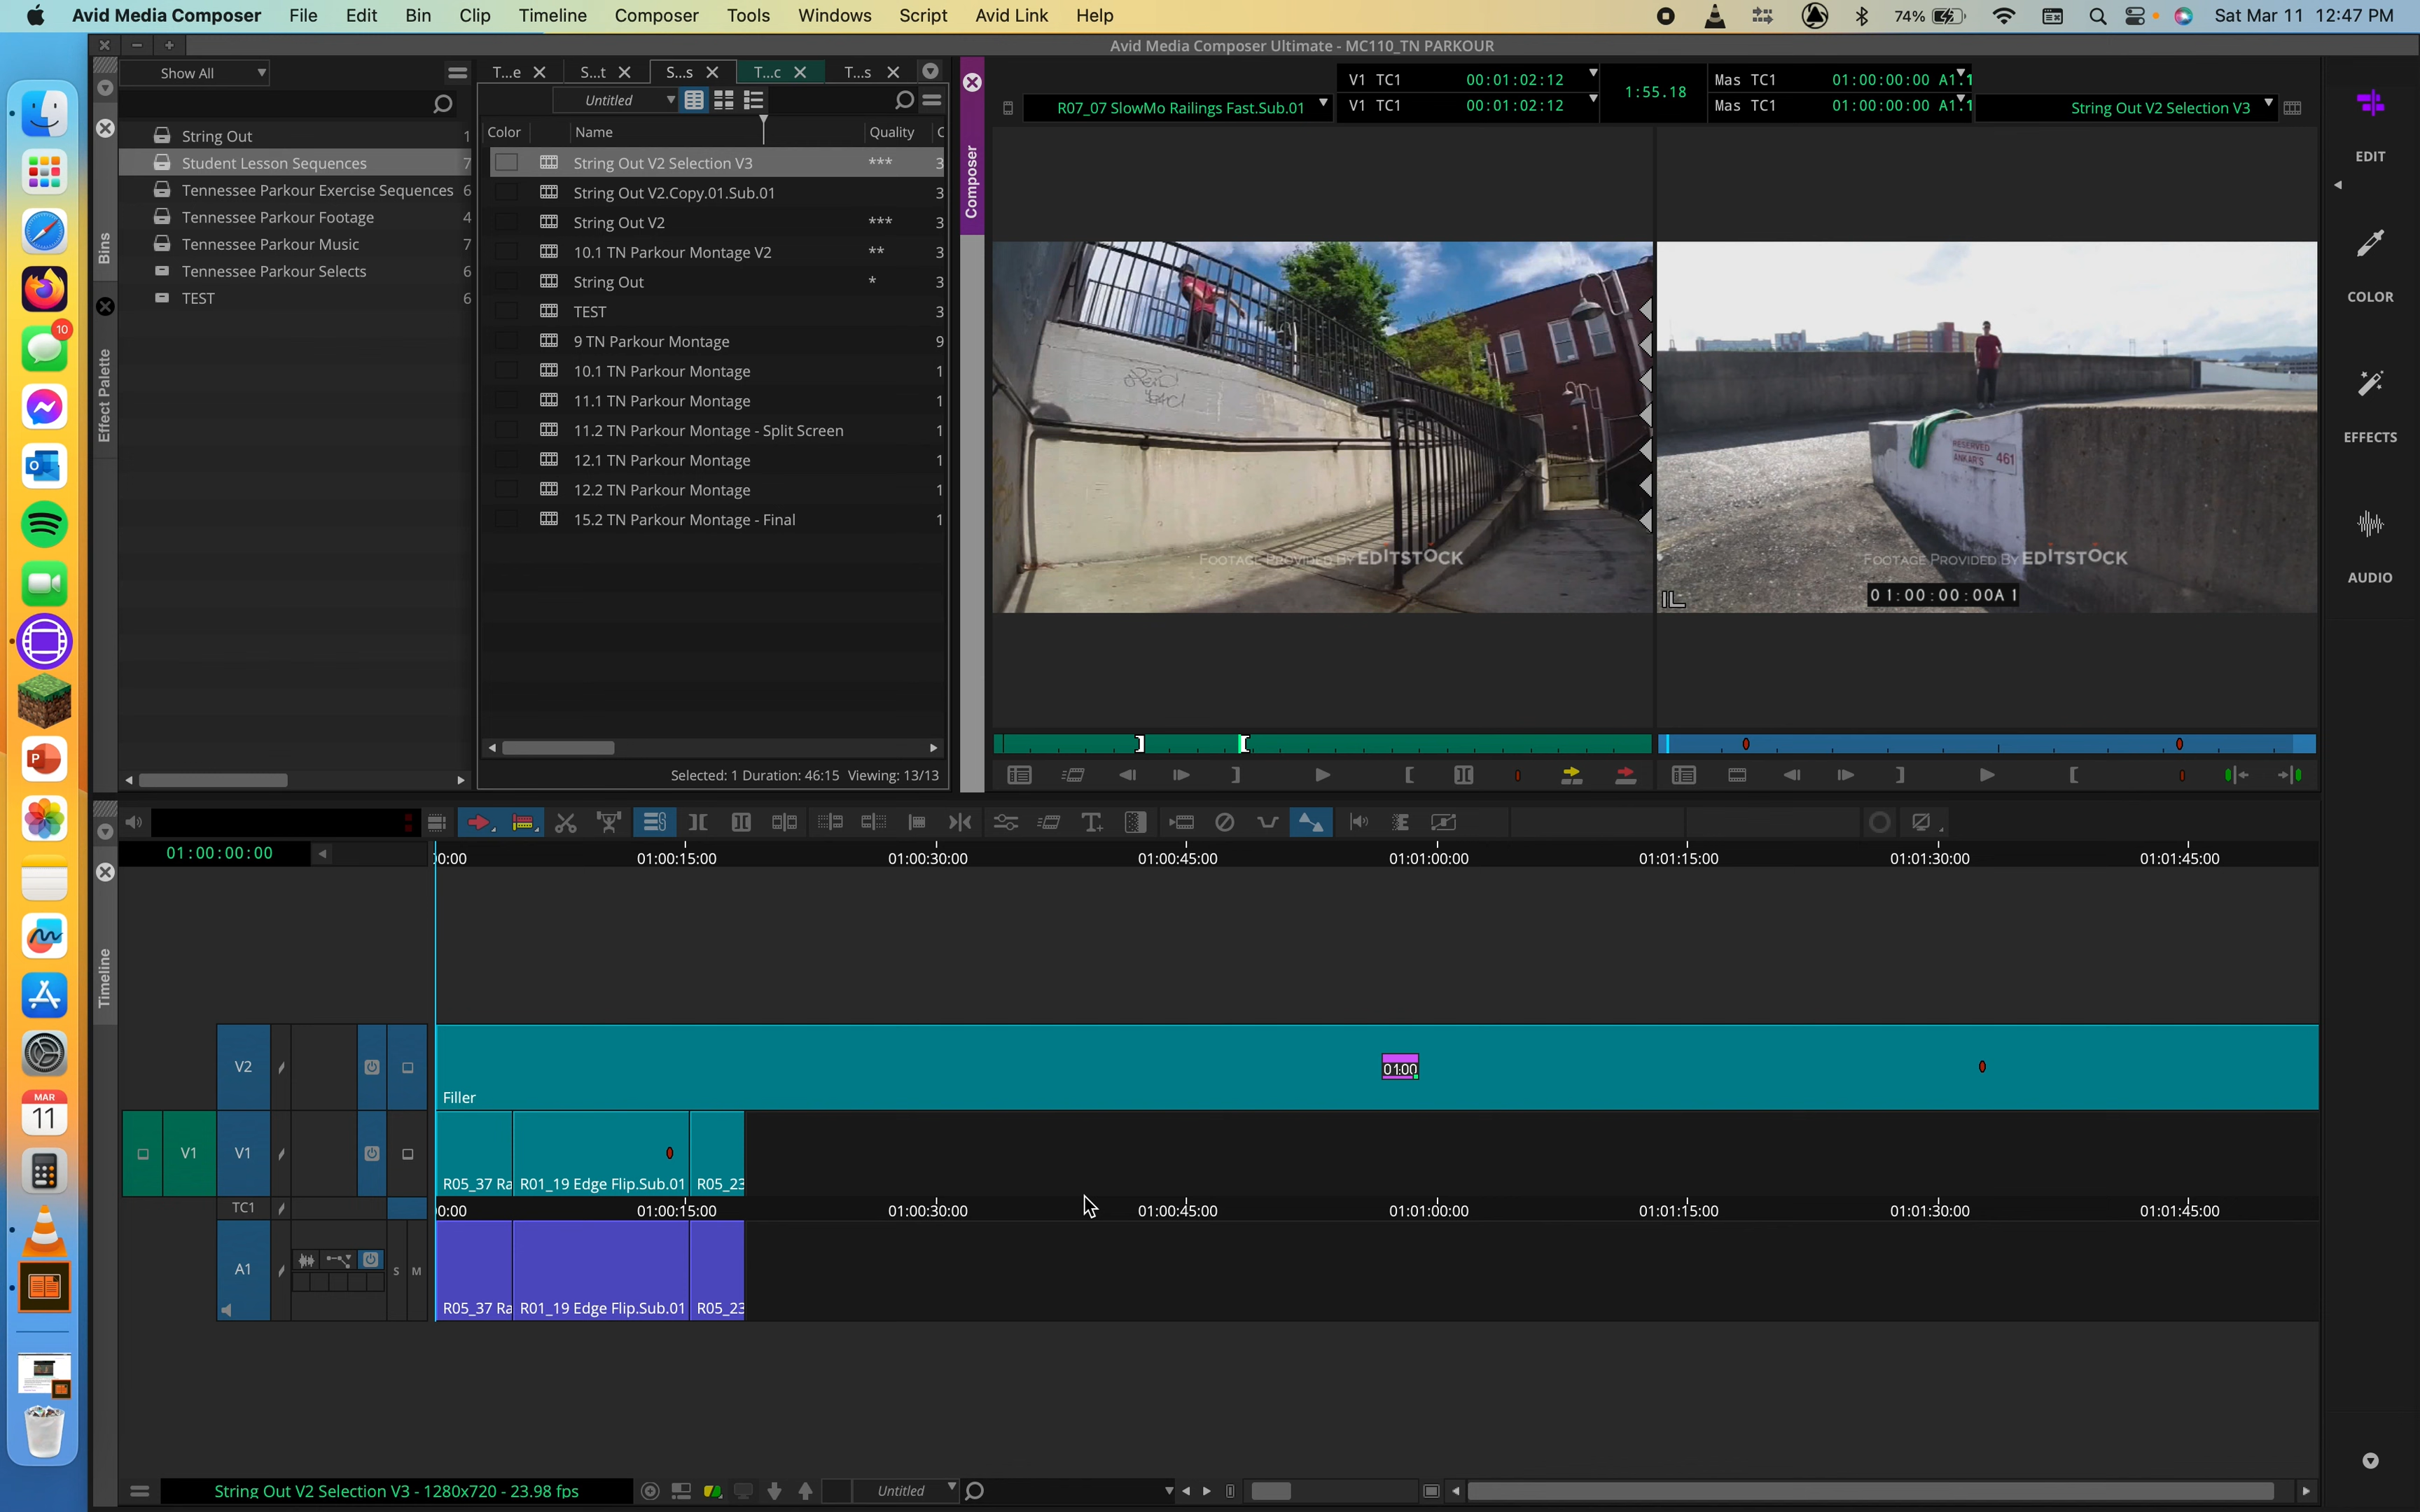 Avid Media Composer File Edit Bin Clip Timeline Composer Tools Windows Script Avid Link Help
74% Sat Mar 11 12:47 PM
Avid Media Composer Ultimate - MC110_TN PARKOUR
Show All
T...e S...t S...s T...c T...s
Untitled
Color Name Quality C
Bins
Effect Palette
String Out 1
Student Lesson Sequences 7
Tennessee Parkour Exercise Sequences 6
Tennessee Parkour Footage 4
Tennessee Parkour Music 7
Tennessee Parkour Selects 6
TEST 6
String Out V2 Selection V3 *** 3
String Out V2.Copy.01.Sub.01 3
String Out V2 *** 3
10.1 TN Parkour Montage V2 ** 3
String Out * 3
TEST 3
9 TN Parkour Montage 9
10.1 TN Parkour Montage 1
11.1 TN Parkour Montage 1
11.2 TN Parkour Montage - Split Screen 1
12.1 TN Parkour Montage 1
12.2 TN Parkour Montage 1
15.2 TN Parkour Montage - Final 1
Selected: 1 Duration: 46:15 Viewing: 13/13
Composer
R07_07 SlowMo Railings Fast.Sub.01
V1 TC1 00:01:02:12
V1 TC1 00:01:02:12
1:55.18
Mas TC1 01:00:00:00 A1.1
Mas TC1 01:00:00:00 A1.1
String Out V2 Selection V3
FOOTAGE PROVIDED BY EDITSTOCK
RESERVED
ANKAR'S 461
FOOTAGE PROVIDED BY EDITSTOCK
01:00:00:00A1
EDIT
COLOR
EFFECTS
AUDIO
10
MAR
11
Timeline
01:00:00:00
0:00 01:00:15:00 01:00:30:00 01:00:45:00 01:01:00:00 01:01:15:00 01:01:30:00 01:01:45:00
V2
Filler
01:00
V1 V1
R05_37 Ra R01_19 Edge Flip.Sub.01 R05_23
TC1
0:00 01:00:15:00 01:00:30:00 01:00:45:00 01:01:00:00 01:01:15:00 01:01:30:00 01:01:45:00
A1 S M
R05_37 Ra R01_19 Edge Flip.Sub.01 R05_23
String Out V2 Selection V3 - 1280x720 - 23.98 fps
Untitled